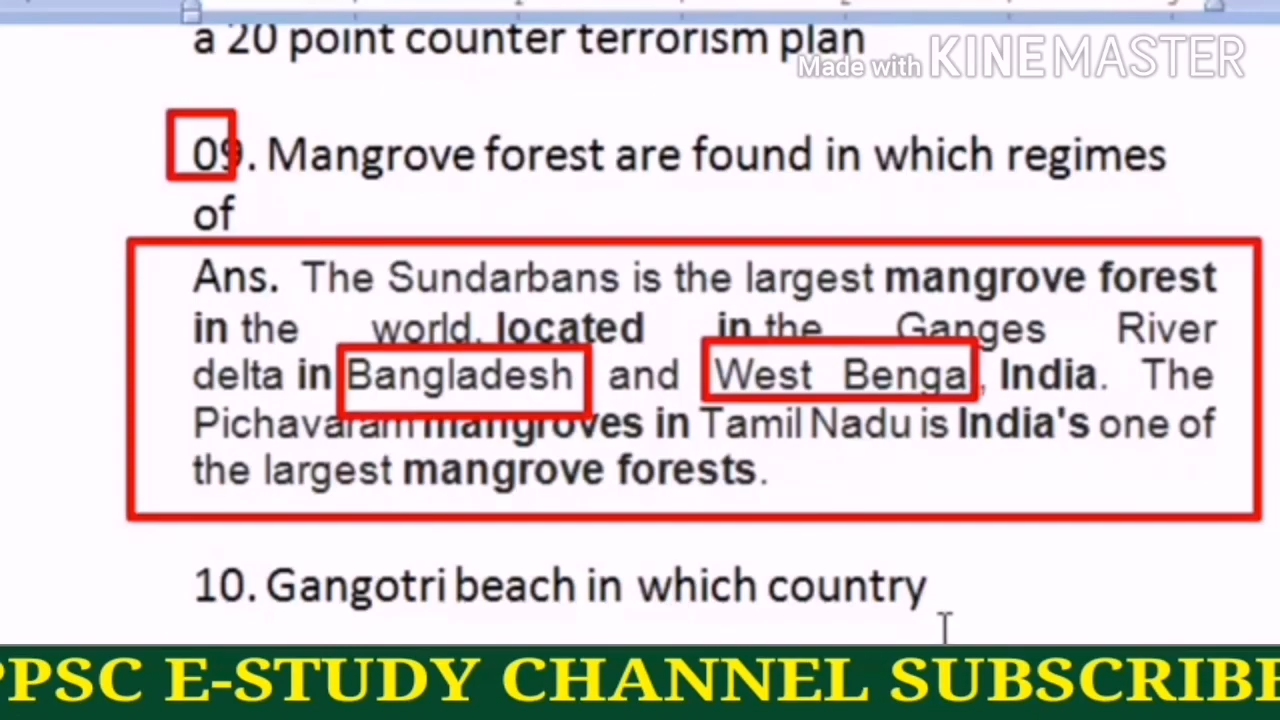 a 20 point counter terrorism plan
Made with KINEMASTER
09. Mangrove forest are found in which regimes
of
Ans. The Sundarbans is the largest mangrove forest
in the world, located in the Ganges River
delta in Bangladesh and West Benga, India. The
Pichavaram mangroves in Tamil Nadu is India's one of
the largest mangrove forests.
10. Gangotri beach in which country
PPSC E-STUDY CHANNEL SUBSCRIBE